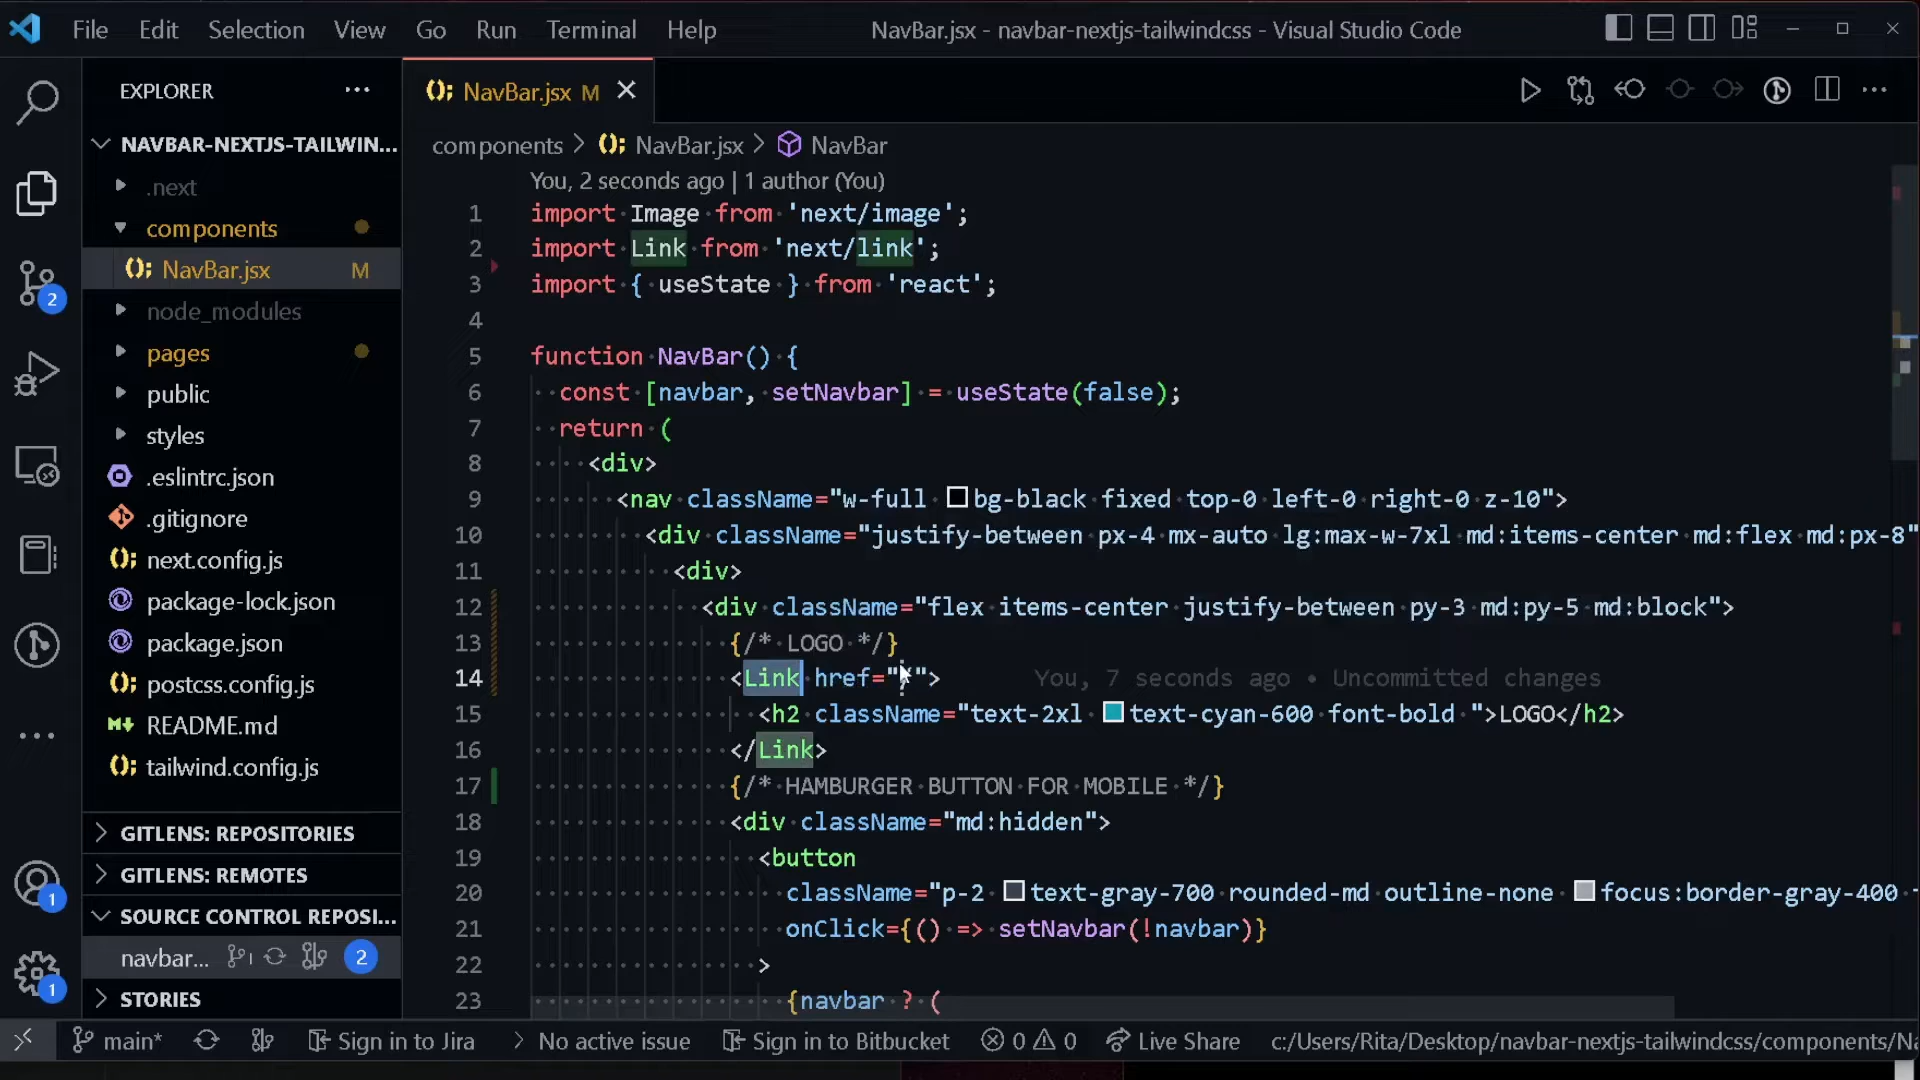 File Edit Selection View Go Run Terminal Help
NavBar.jsx - navbar-nextjs-tailwindcss - Visual Studio Code
EXPLORER
NAVBAR-NEXTJS-TAILWIN...
.next
components
NavBar.jsx M
node_modules
pages
public
styles
.eslintrc.json
.gitignore
next.config.js
package-lock.json
package.json
postcss.config.js
README.md
tailwind.config.js
GITLENS: REPOSITORIES
GITLENS: REMOTES
SOURCE CONTROL REPOSI...
navbar... 2
STORIES
2
1
1
NavBar.jsx M
components > NavBar.jsx > NavBar
You, 2 seconds ago | 1 author (You)
1 import Image from 'next/image';
2 import Link from 'next/link';
3 import { useState } from 'react';
4
5 function NavBar() {
6 const [navbar, setNavbar] = useState(false);
7 return (
8 <div>
9 <nav className="w-full bg-black fixed top-0 left-0 right-0 z-10">
10 <div className="justify-between px-4 mx-auto lg:max-w-7xl md:items-center md:flex md:px-8"
11 <div>
12 <div className="flex items-center justify-between py-3 md:py-5 md:block">
13 {/* LOGO */}
14 <Link href="/"> You, 7 seconds ago • Uncommitted changes
15 <h2 className="text-2xl text-cyan-600 font-bold ">LOGO</h2>
16 </Link>
17 {/* HAMBURGER BUTTON FOR MOBILE */}
18 <div className="md:hidden">
19 <button
20 className="p-2 text-gray-700 rounded-md outline-none focus:border-gray-400
21 onClick={() => setNavbar(!navbar)}
22 >
23 {navbar ? (
main* Sign in to Jira No active issue Sign in to Bitbucket 0 0 Live Share c:/Users/Rita/Desktop/navbar-nextjs-tailwindcss/components/Na